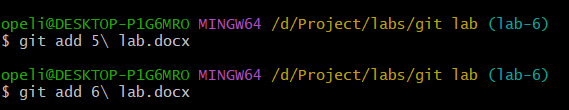 opeli@DESKTOP-P1G6MRO MINGW64 /d/Project/labs/git lab (lab-6)
$ git add 5\ lab.docx
opeli@DESKTOP-P1G6MRO MINGW64 /d/Project/labs/git lab (lab-6)
$ git add 6\ lab.docx